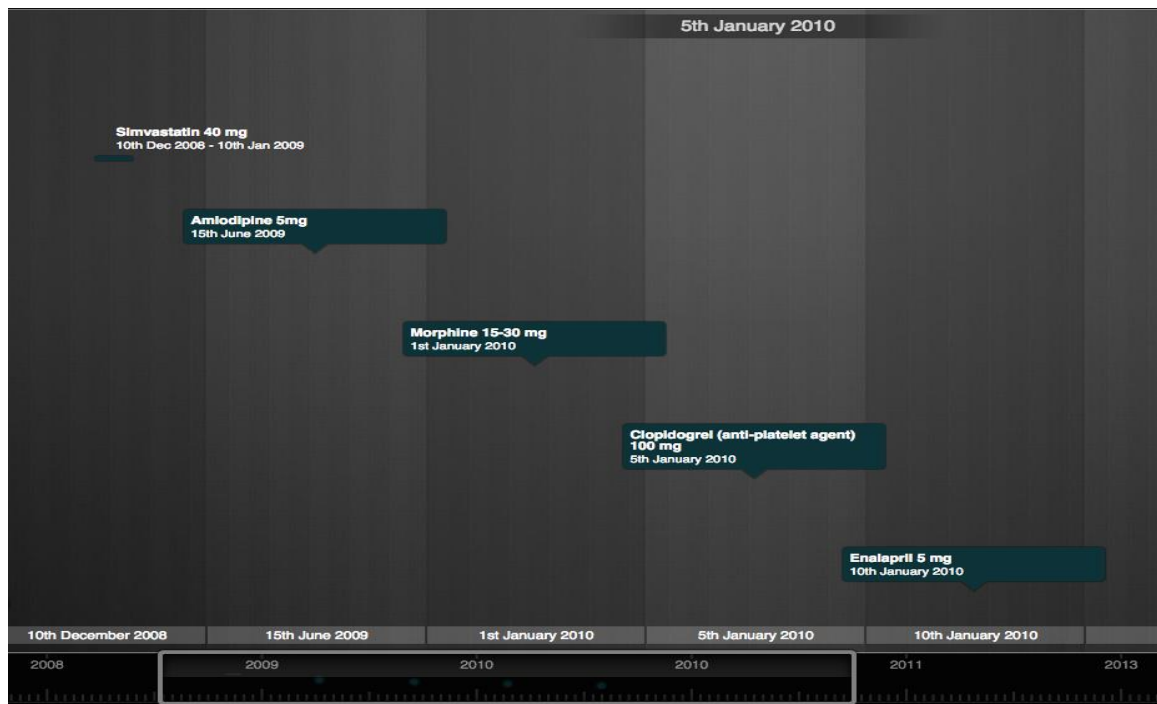 5th January 2010
Simvastatin 40 mg
10th Dec 2008 - 10th Jan 2009
Amlodipine 5mg
15th June 2009
Morphine 15-30 mg
1st January 2010
Clopidogrel (anti-platelet agent)
100 mg
5th January 2010
Enalapril 5 mg
10th January 2010
10th December 2008 15th June 2009 1st January 2010 5th January 2010 10th January 2010
2008 2009 2010 2010 2011 2013